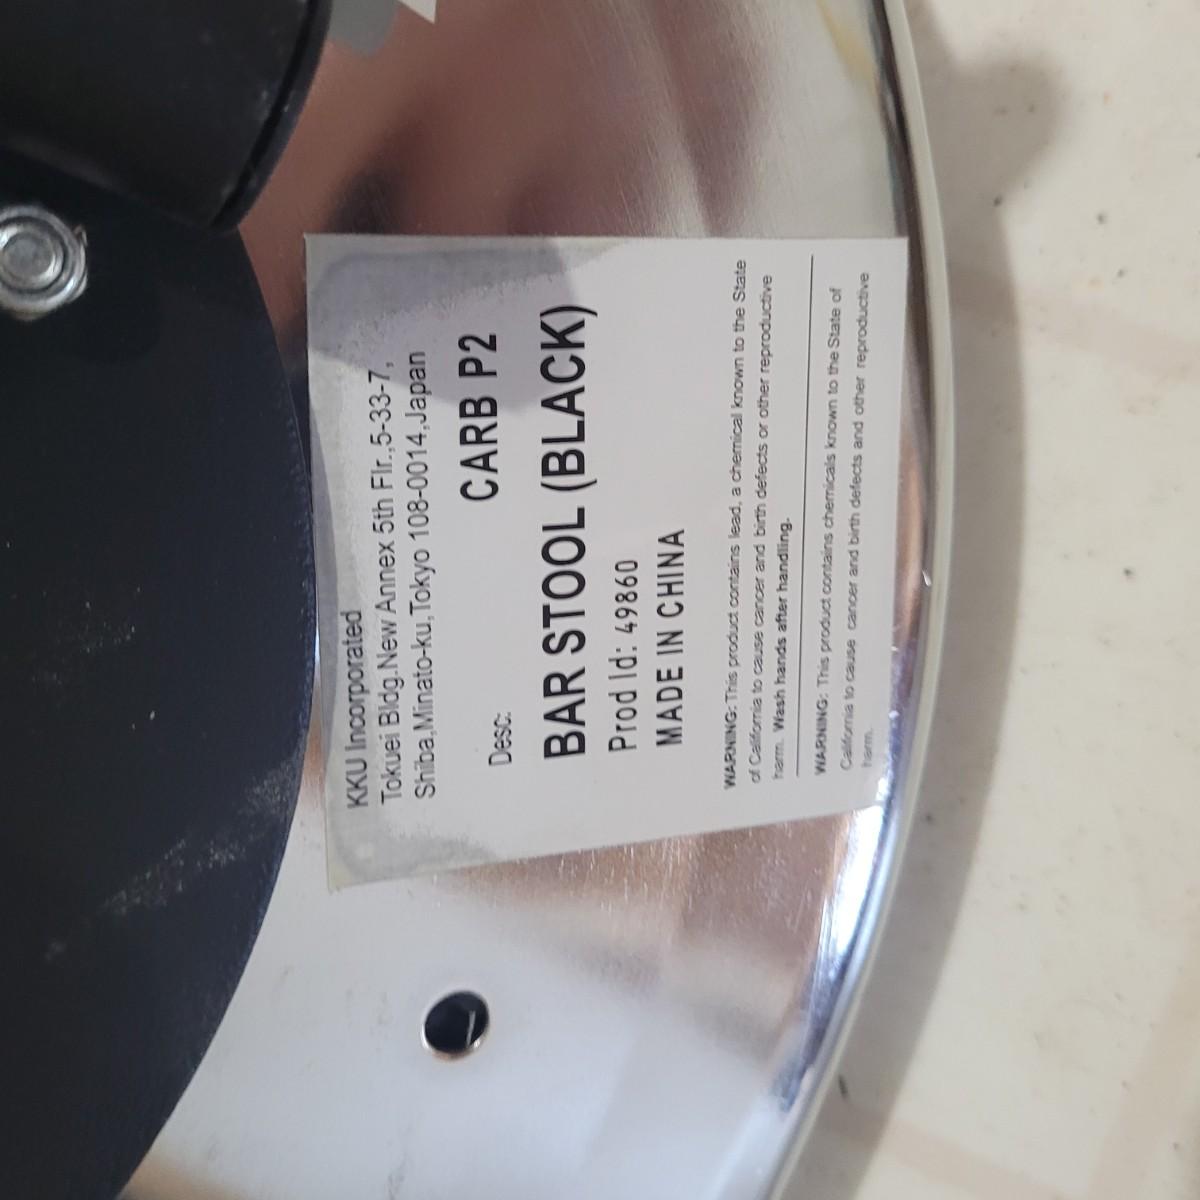 KKU Incorporated
Tokuei Bldg.New Annex 5th Flr.,5-33-7,
Shiba,Minato-ku,Tokyo 108-0014,Japan
CARB P2
Desc:
BAR STOOL (BLACK)
Prod Id: 49860
MADE IN CHINA
WARNING: This product contains lead, a chemical known to the State
of California to cause cancer and birth defects or other reproductive
harm. Wash hands after handling.
WARNING: This product contains chemicals known to the State of
California to cause cancer and birth defects and other reproductive
harm.